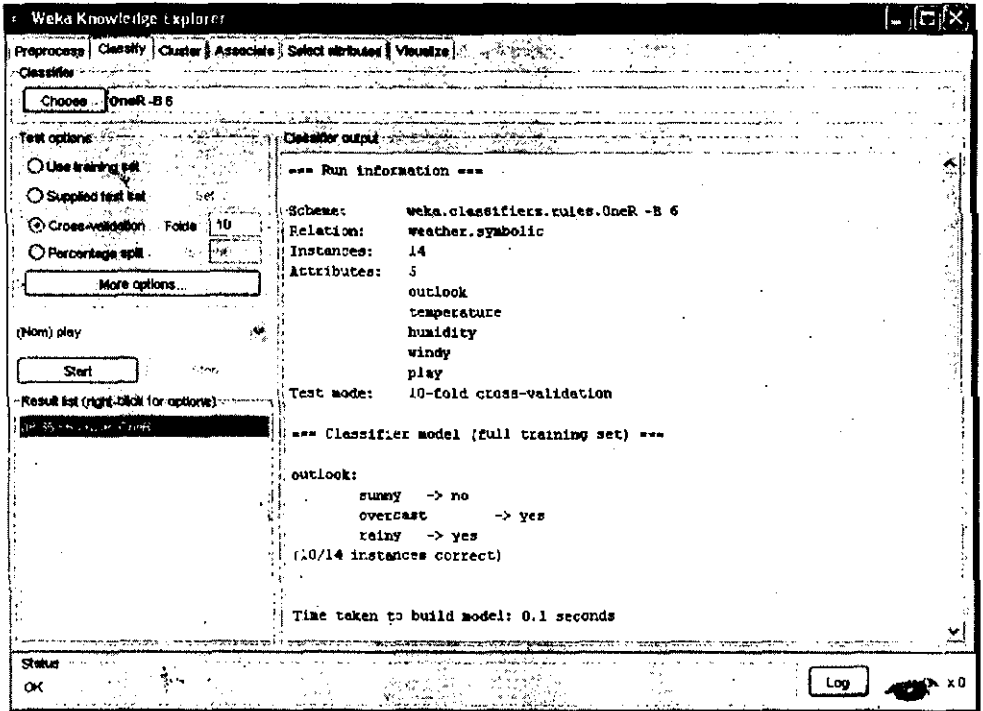 Weka Knowledge Explorer
Preprocess Classify Cluster Associate Select attributes Visualize
Classifier
Choose OneR -B 6
Test options
Use training set
Supplied test set Set
Cross-validation Folds 10
Percentage split
More options...
(Nom) play
Start Stop
Result list (right-click for options)
Classifier output
=== Run information ===
Scheme: weka.classifiers.rules.OneR -B 6
Relation: weather.symbolic
Instances: 14
Attributes: 5
outlook
temperature
humidity
windy
play
Test mode: 10-fold cross-validation
=== Classifier model (full training set) ===
outlook:
sunny -> no
overcast -> yes
rainy -> yes
(10/14 instances correct)
Time taken to build model: 0.1 seconds
Status
OK
Log x 0